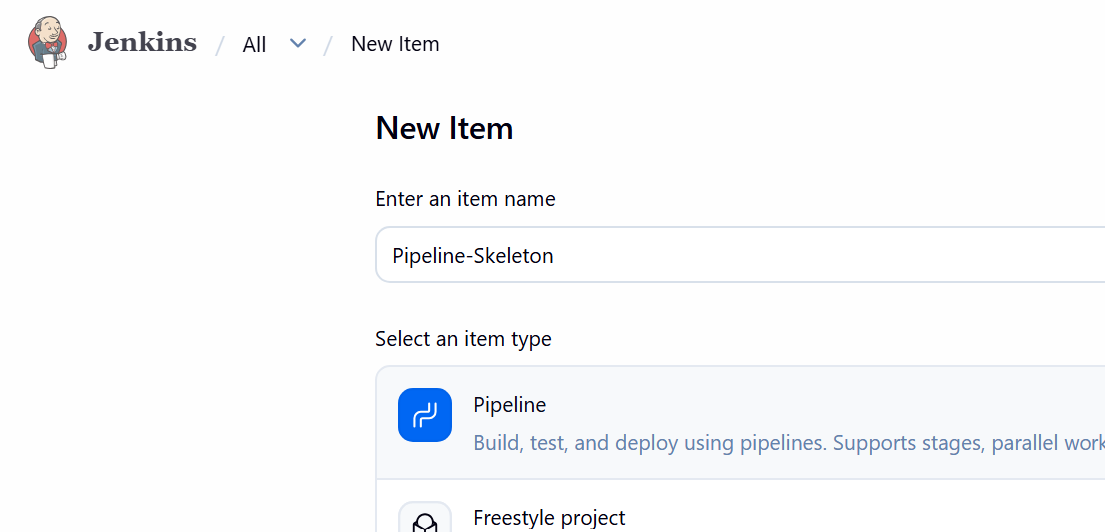 Jenkins / All / New Item
New Item
Enter an item name
Pipeline-Skeleton
Select an item type
Pipeline
Build, test, and deploy using pipelines. Supports stages, parallel work
Freestyle project